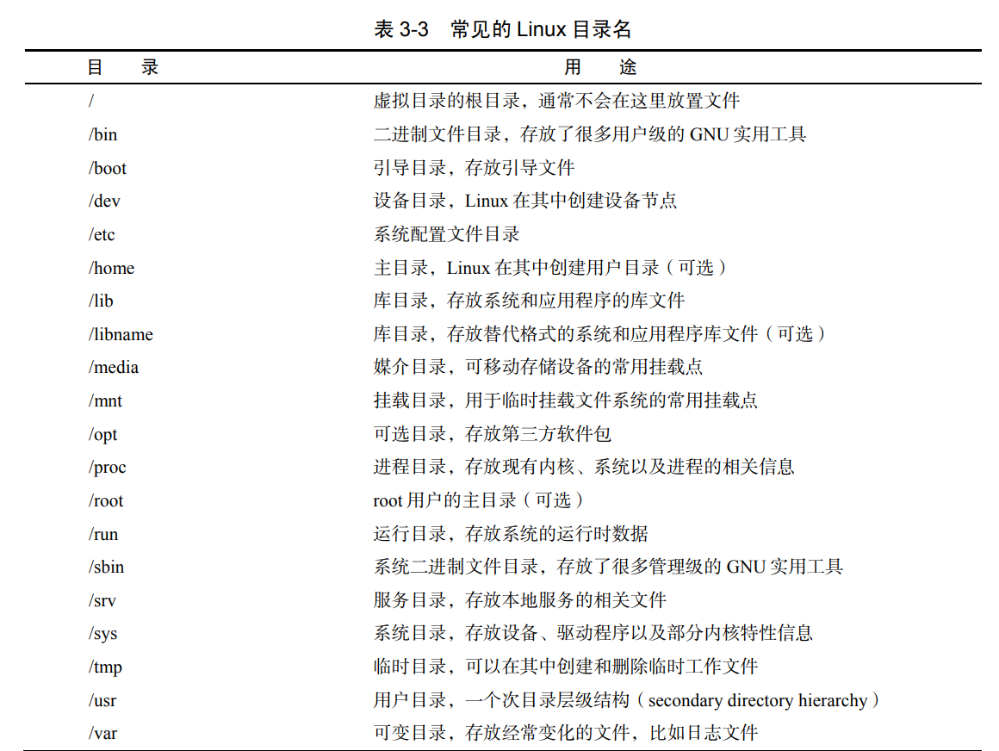 表 3-3 常见的 Linux 目录名
目 录 用 途
/ 虚拟目录的根目录，通常不会在这里放置文件
/bin 二进制文件目录，存放了很多用户级的 GNU 实用工具
/boot 引导目录，存放引导文件
/dev 设备目录，Linux 在其中创建设备节点
/etc 系统配置文件目录
/home 主目录，Linux 在其中创建用户目录（可选）
/lib 库目录，存放系统和应用程序的库文件
/libname 库目录，存放替代格式的系统和应用程序库文件（可选）
/media 媒介目录，可移动存储设备的常用挂载点
/mnt 挂载目录，用于临时挂载文件系统的常用挂载点
/opt 可选目录，存放第三方软件包
/proc 进程目录，存放现有内核、系统以及进程的相关信息
/root root 用户的主目录（可选）
/run 运行目录，存放系统的运行时数据
/sbin 系统二进制文件目录，存放了很多管理级的 GNU 实用工具
/srv 服务目录，存放本地服务的相关文件
/sys 系统目录，存放设备、驱动程序以及部分内核特性信息
/tmp 临时目录，可以在其中创建和删除临时工作文件
/usr 用户目录，一个次目录层级结构（secondary directory hierarchy）
/var 可变目录，存放经常变化的文件，比如日志文件